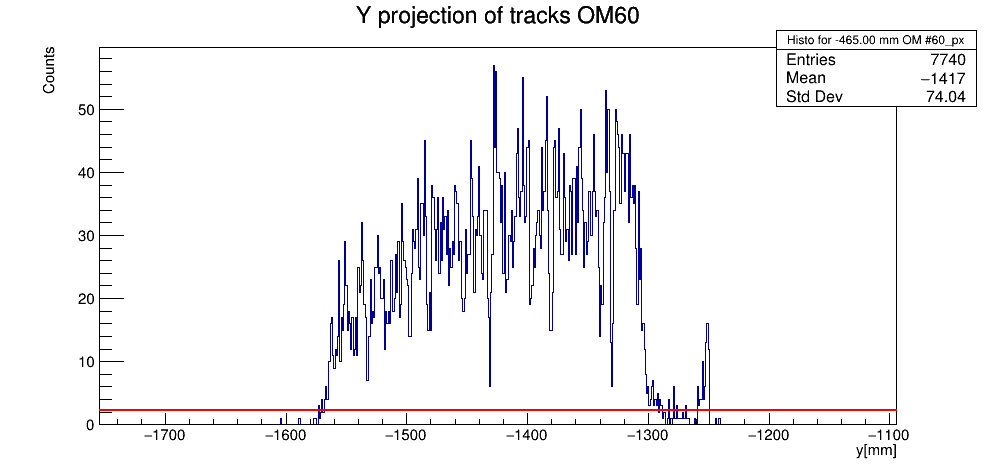 Y projection of tracks OM60
Histo for -465.00 mm OM #60_px
Entries 7740
Mean −1417
Std Dev 74.04
Counts
50
40
30
20
10
0
−1700 −1600 −1500 −1400 −1300 −1200 −1100
y[mm]